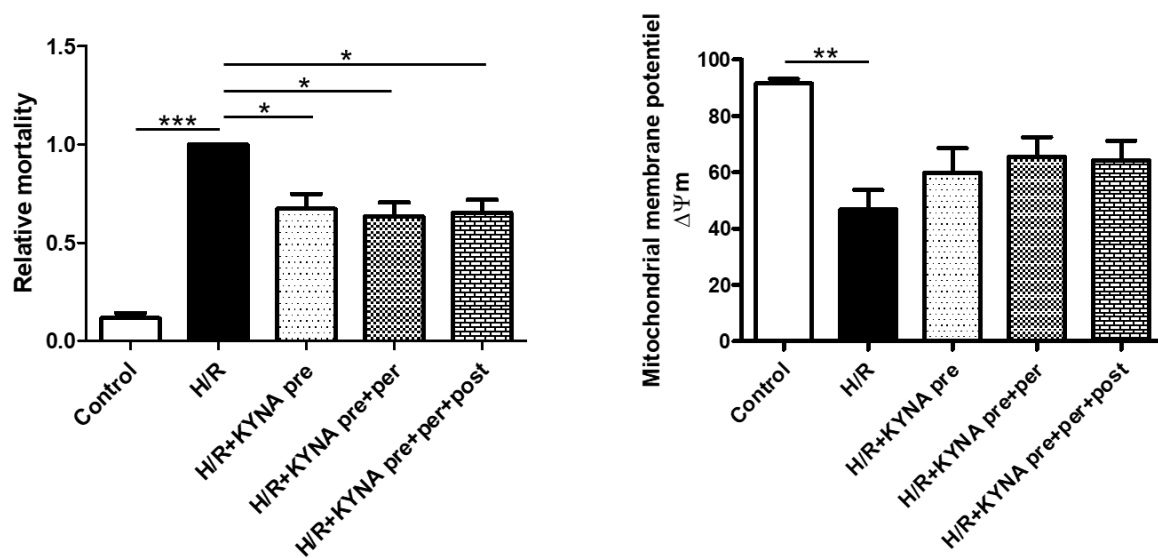 Relative mortality
1.5
1.0
0.5
0.0
***
*
*
*
Control
H/R
H/R+KYNA pre
H/R+KYNA pre+per
H/R+KYNA pre+per+post
Mitochondrial membrane potentiel
ΔΨm
100
80
60
40
20
0
**
Control
H/R
H/R+KYNA pre
H/R+KYNA pre+per
H/R+KYNA pre+per+post